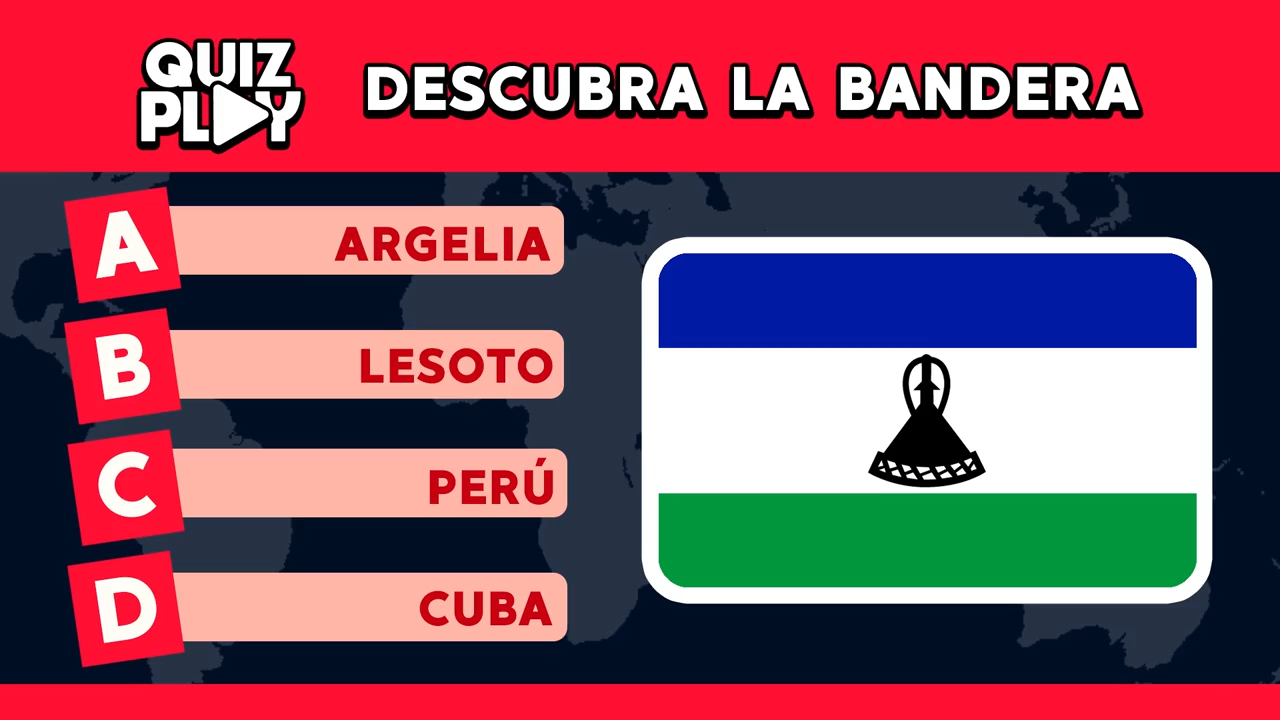 QUIZ
PLAY
DESCUBRA LA BANDERA
A
ARGELIA
B
LESOTO
C
PERÚ
D
CUBA